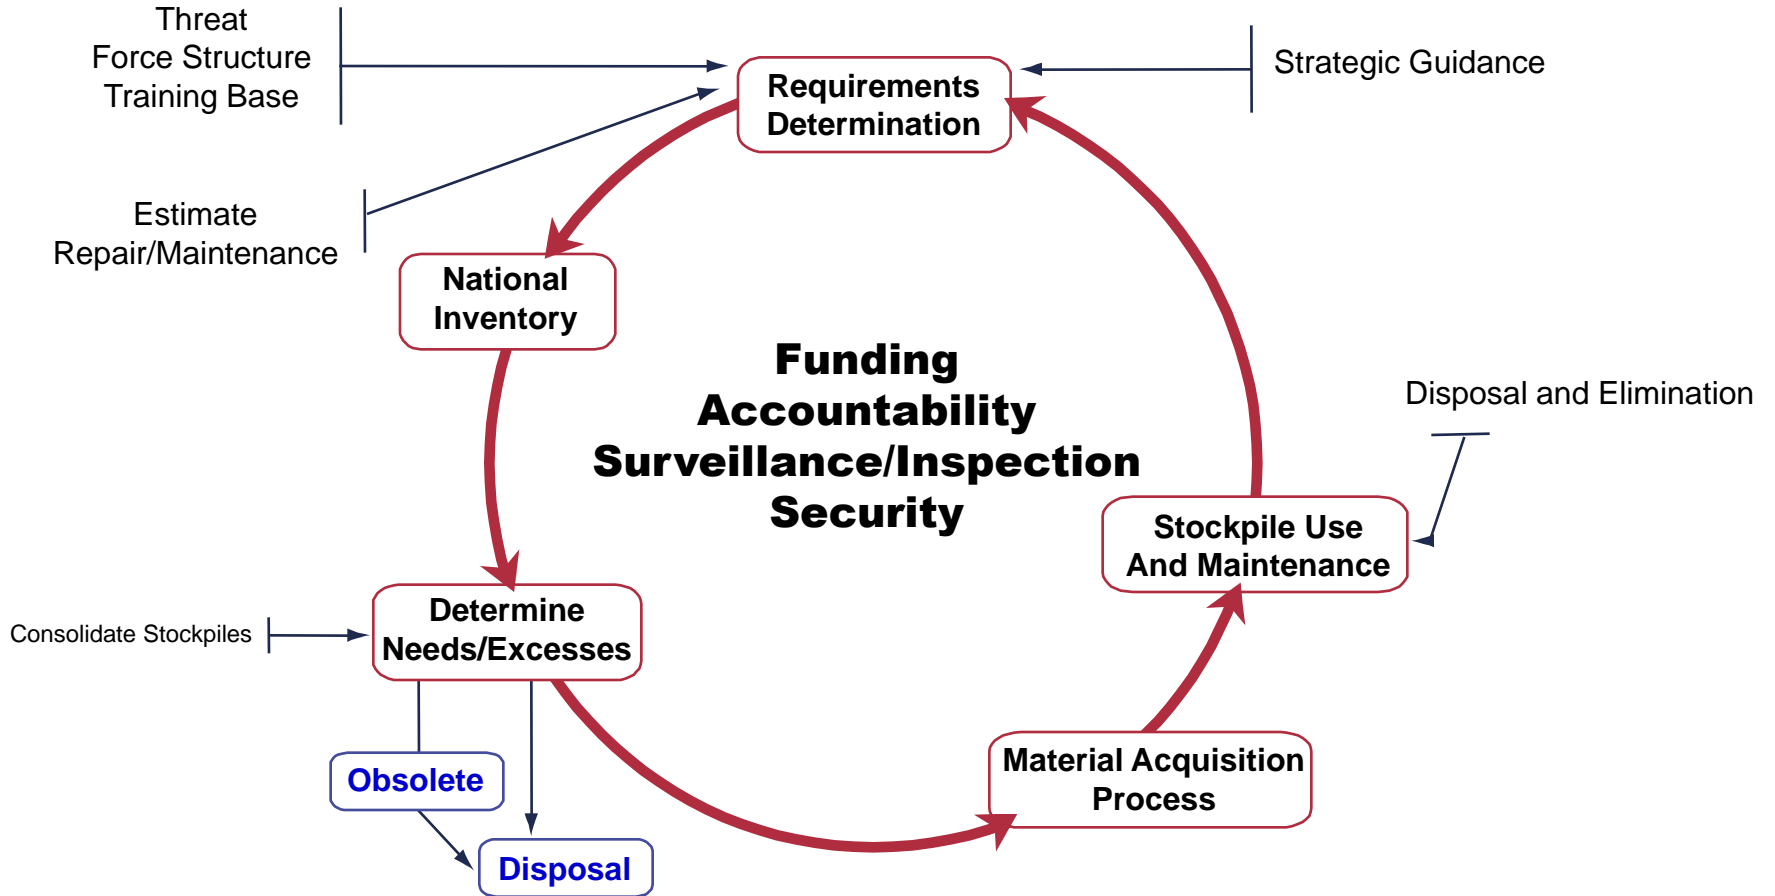 Threat
Force Structure
Training Base
Requirements
Determination
Strategic Guidance
Estimate
Repair/Maintenance
National
Inventory
Funding
Accountability
Surveillance/Inspection
Security
Disposal and Elimination
Stockpile Use
And Maintenance
Consolidate Stockpiles
Determine
Needs/Excesses
Material Acquisition
Process
Obsolete
Disposal